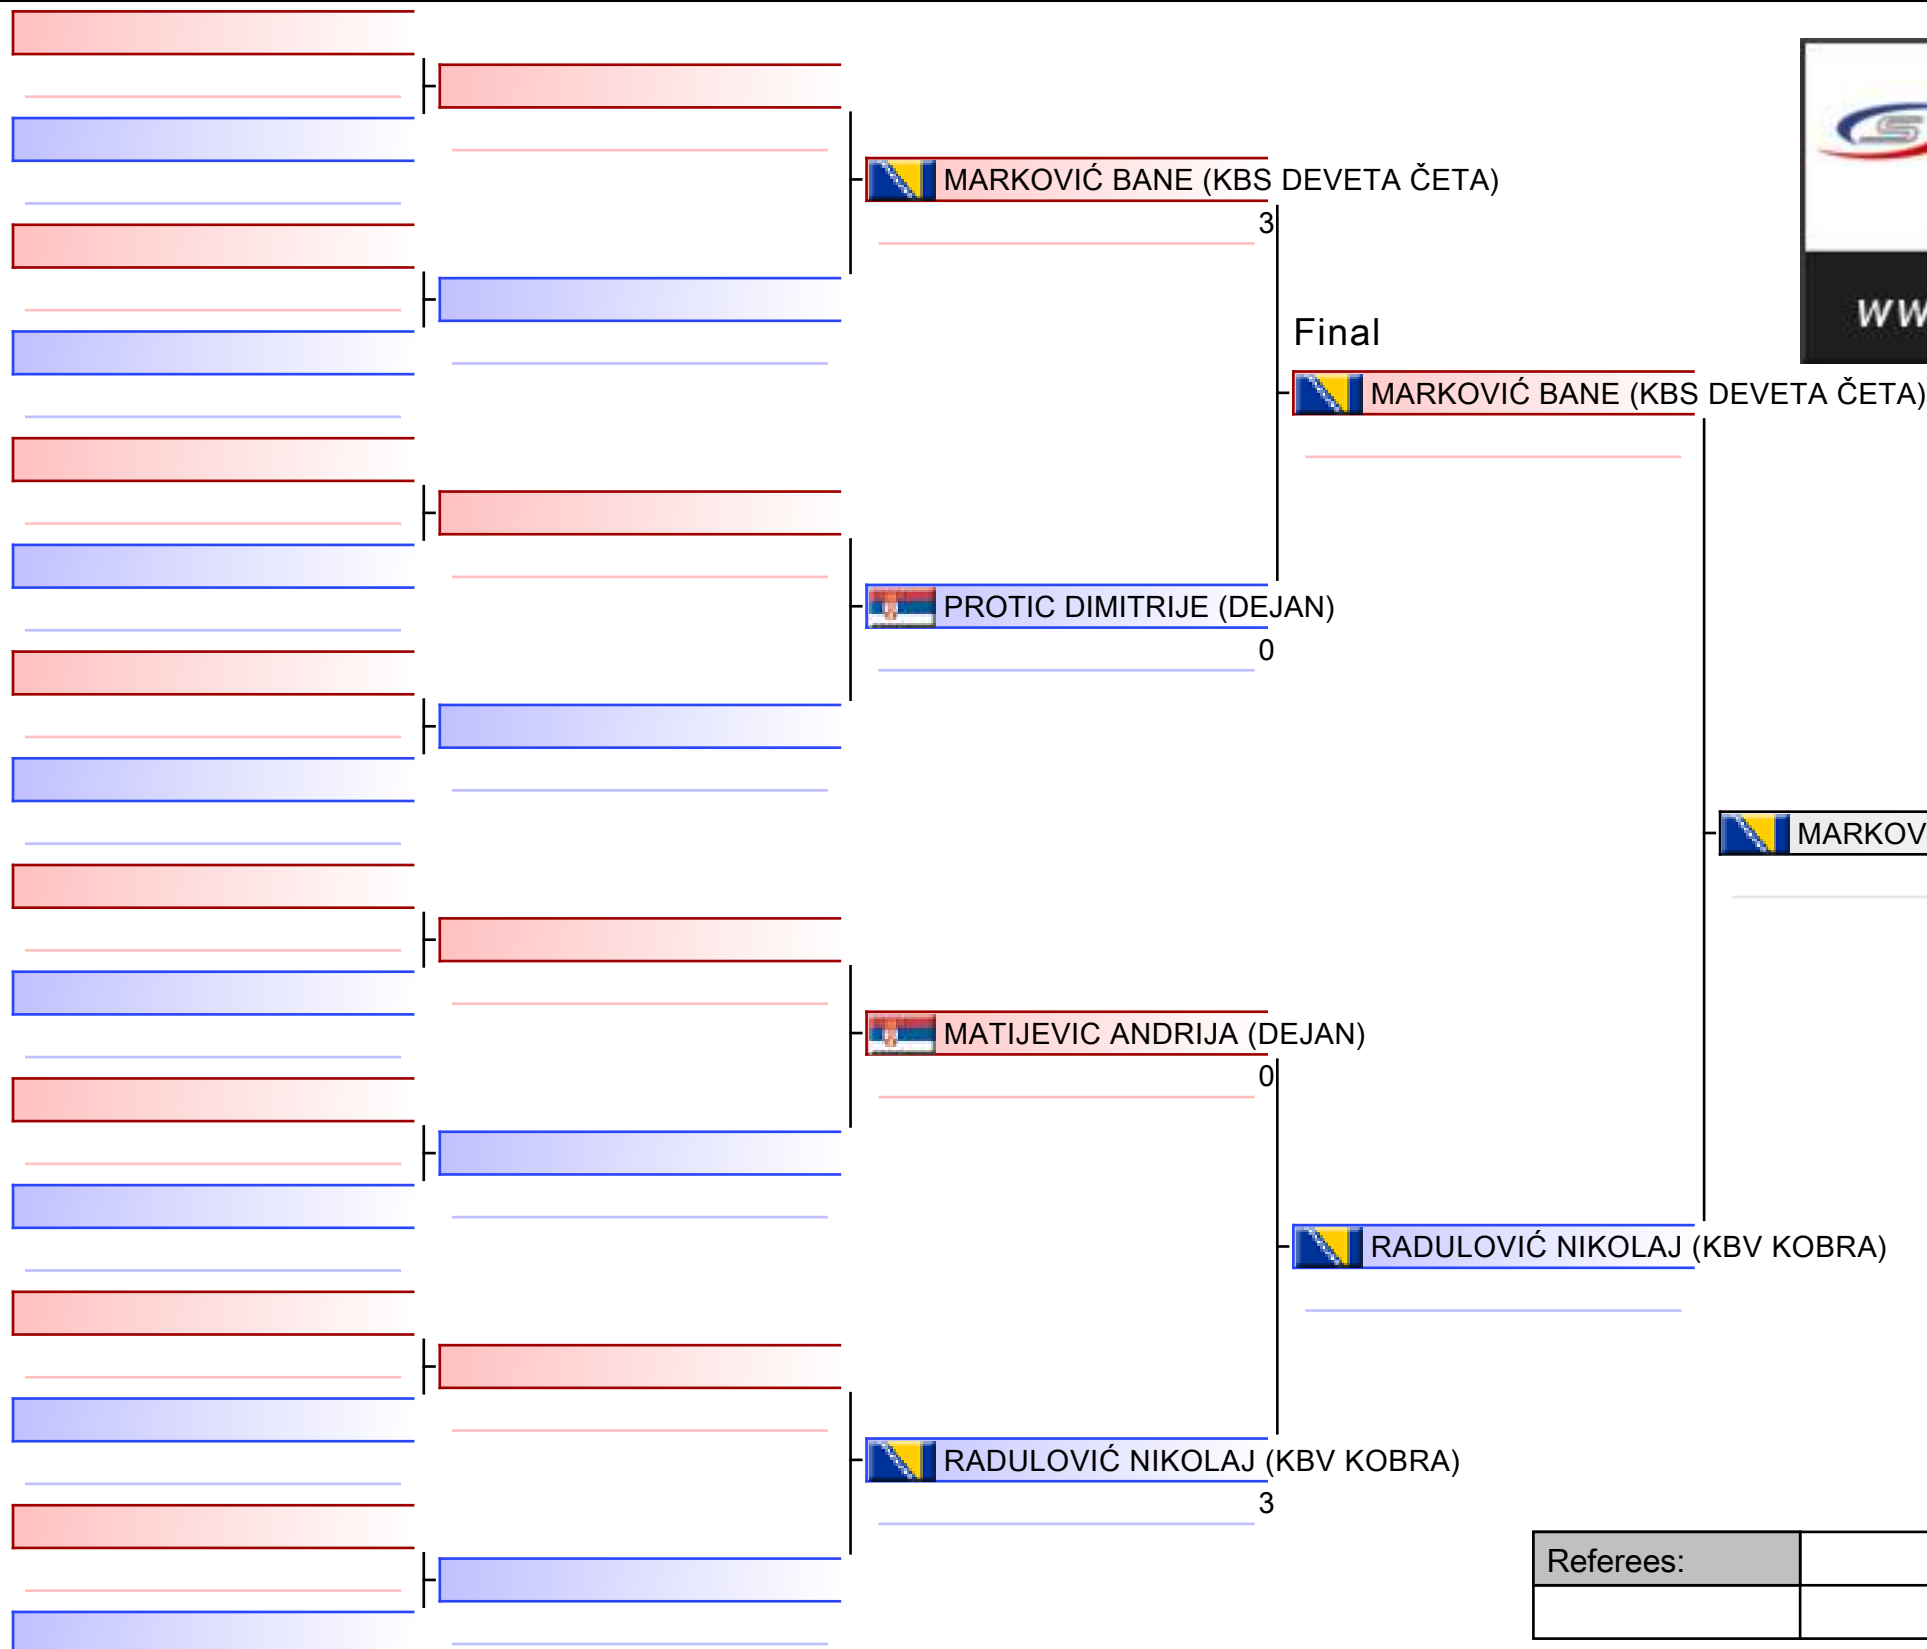 MARKOVIĆ BANE (KBS DEVETA ČETA)
3
Final
MARKOVIĆ BANE (KBS DEVETA ČETA)
PROTIC DIMITRIJE (DEJAN)
0
MARKOV
MATIJEVIC ANDRIJA (DEJAN)
0
RADULOVIĆ NIKOLAJ (KBV KOBRA)
RADULOVIĆ NIKOLAJ (KBV KOBRA)
3
Referees: